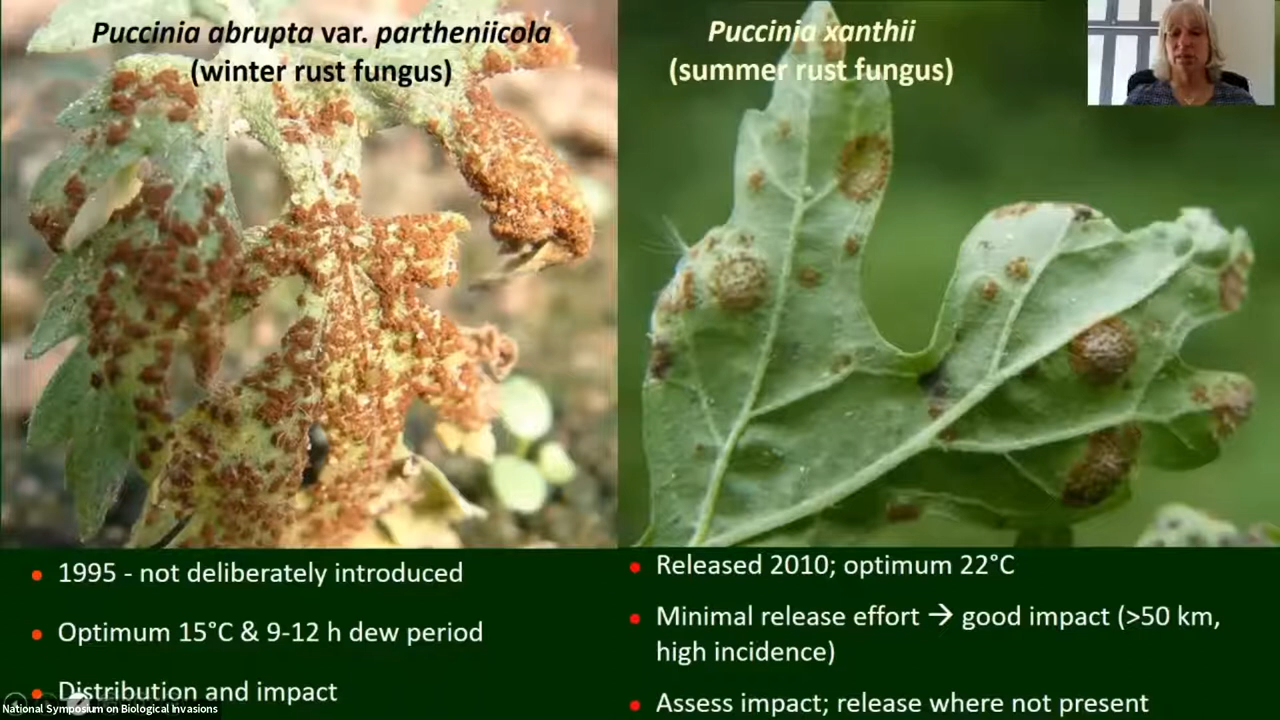 Puccinia abrupta var. partheniicola
(winter rust fungus)
Puccinia xanthii
(summer rust fungus)
• 1995 - not deliberately introduced
• Optimum 15°C & 9-12 h dew period
• Distribution and impact
• Released 2010; optimum 22°C
• Minimal release effort → good impact (>50 km,
high incidence)
• Assess impact; release where not present
National Symposium on Biological Invasions